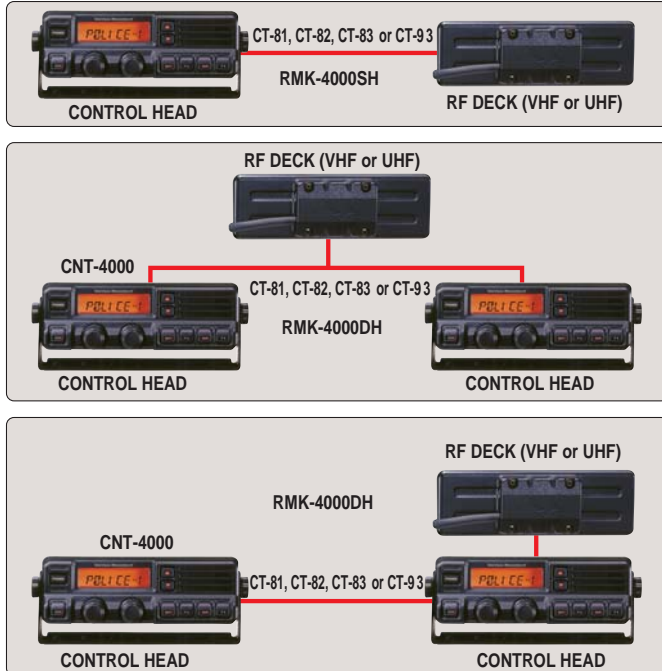 POLICE-1
CT-81, CT-82, CT-83 or CT-93
RMK-4000SH
CONTROL HEAD
RF DECK (VHF or UHF)
RF DECK (VHF or UHF)
CNT-4000
CT-81, CT-82, CT-83 or CT-93
POLICE-1
POLICE-1
RMK-4000DH
CONTROL HEAD
CONTROL HEAD
RF DECK (VHF or UHF)
RMK-4000DH
CNT-4000
CT-81, CT-82, CT-83 or CT-93
POLICE-1
POLICE-1
CONTROL HEAD
CONTROL HEAD